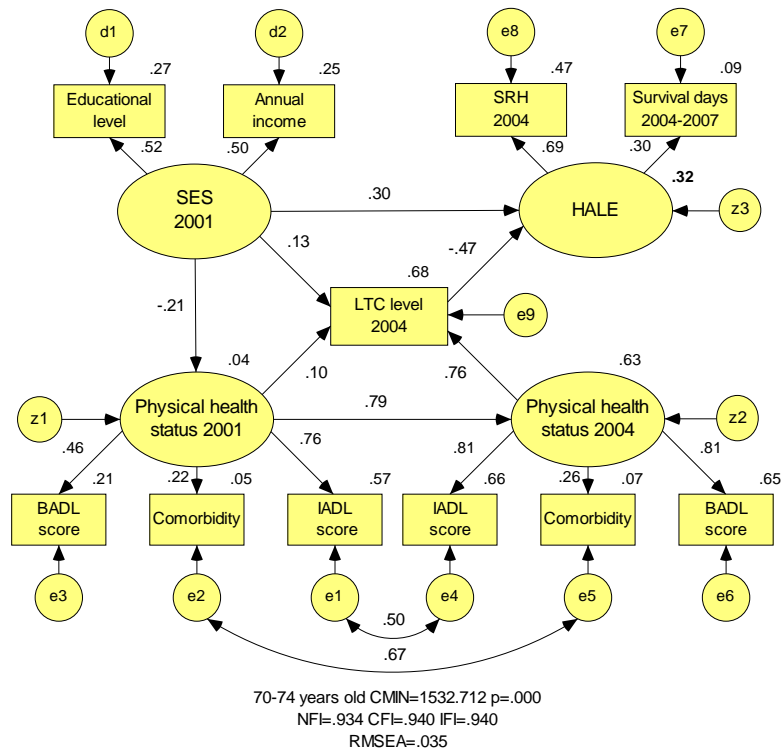 d1
d2
e8
e7
.27
.25
.47
.09
Educational
level
Annual
income
SRH
2004
Survival days
2004-2007
.52
.50
.69
.30
SES
2001
.30
HALE
.32
z3
.13
-.47
.68
LTC level
2004
e9
-.21
.04
.10
.76
.63
z1
Physical health
status 2001
.79
Physical health
status 2004
z2
.46
.76
.81
.81
.21
.22
.05
.57
.66
.26
.07
.65
BADL
score
Comorbidity
IADL
score
IADL
score
Comorbidity
BADL
score
e3
e2
e1
e4
e5
e6
.50
.67
70-74 years old CMIN=1532.712 p=.000
NFI=.934 CFI=.940 IFI=.940
RMSEA=.035